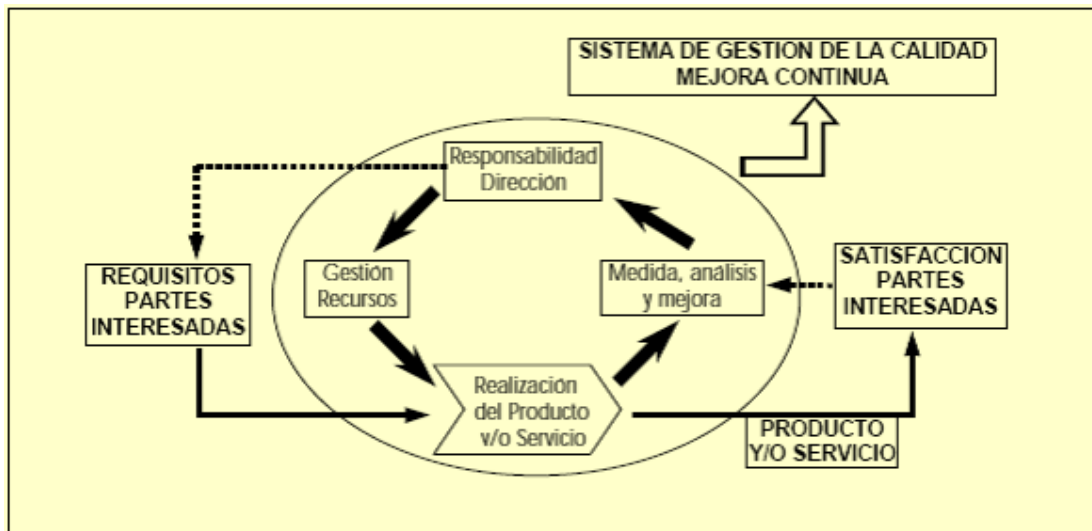 SISTEMA DE GESTION DE LA CALIDAD
MEJORA CONTINUA
Responsabilidad
Dirección
REQUISITOS
PARTES
INTERESADAS
Gestión
Recursos
Medida, análisis
y mejora
SATISFACCION
PARTES
INTERESADAS
Realización
del Producto
y/o Servicio
PRODUCTO
Y/O SERVICIO